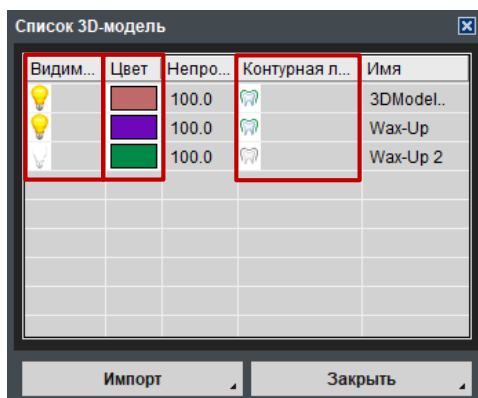 Список 3D-модель
Видим... Цвет Непро... Контурная л... Имя
100.0 3DModel..
100.0 Wax-Up
100.0 Wax-Up 2
Импорт Закрыть